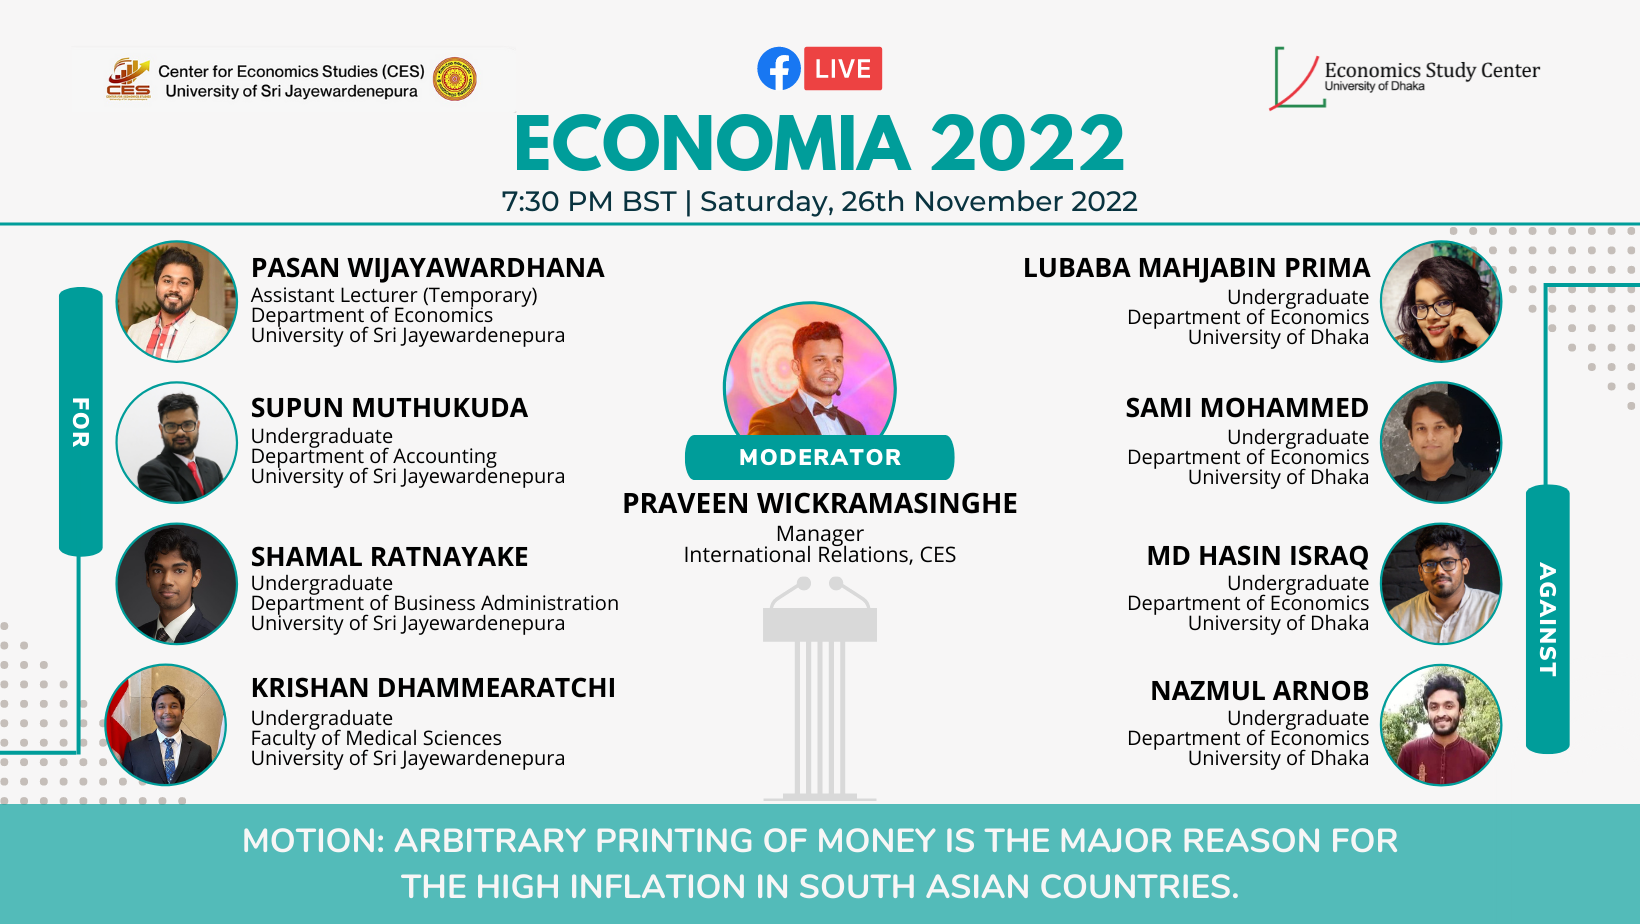 CES
Center for Economics Studies (CES)
University of Sri Jayewardenepura
LIVE
Economics Study Center
University of Dhaka
ECONOMIA 2022
7:30 PM BST | Saturday, 26th November 2022
FOR
PASAN WIJAYAWARDHANA
Assistant Lecturer (Temporary)
Department of Economics
University of Sri Jayewardenepura
SUPUN MUTHUKUDA
Undergraduate
Department of Accounting
University of Sri Jayewardenepura
SHAMAL RATNAYAKE
Undergraduate
Department of Business Administration
University of Sri Jayewardenepura
KRISHAN DHAMMEARATCHI
Undergraduate
Faculty of Medical Sciences
University of Sri Jayewardenepura
MODERATOR
PRAVEEN WICKRAMASINGHE
Manager
International Relations, CES
LUBABA MAHJABIN PRIMA
Undergraduate
Department of Economics
University of Dhaka
SAMI MOHAMMED
Undergraduate
Department of Economics
University of Dhaka
MD HASIN ISRAQ
Undergraduate
Department of Economics
University of Dhaka
NAZMUL ARNOB
Undergraduate
Department of Economics
University of Dhaka
AGAINST
MOTION: ARBITRARY PRINTING OF MONEY IS THE MAJOR REASON FOR
THE HIGH INFLATION IN SOUTH ASIAN COUNTRIES.